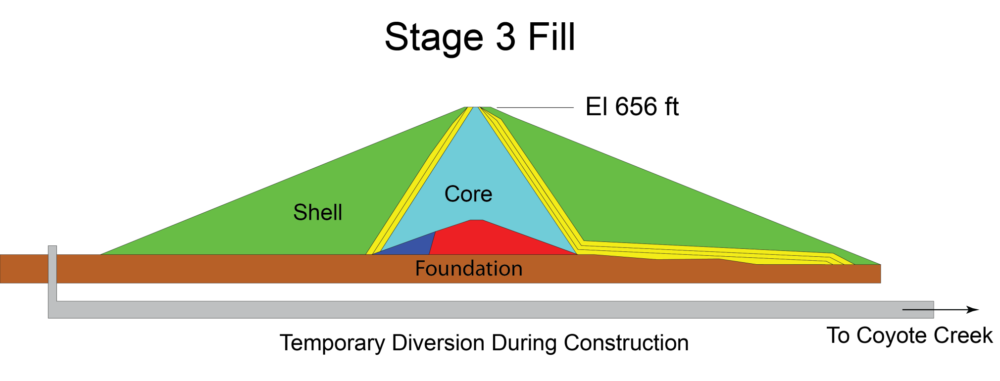 Stage 3 Fill
El 656 ft
Core
Shell
Foundation
To Coyote Creek
Temporary Diversion During Construction